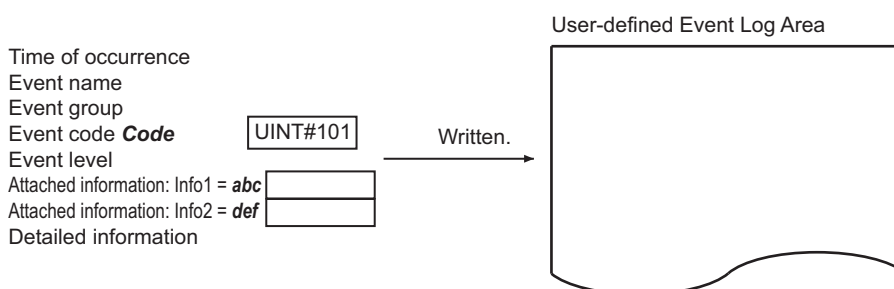 User-defined Event Log Area
Time of occurrence
Event name
Event group
Event code Code UINT#101
Written.
Event level
Attached information: Info1 = abc
Attached information: Info2 = def
Detailed information